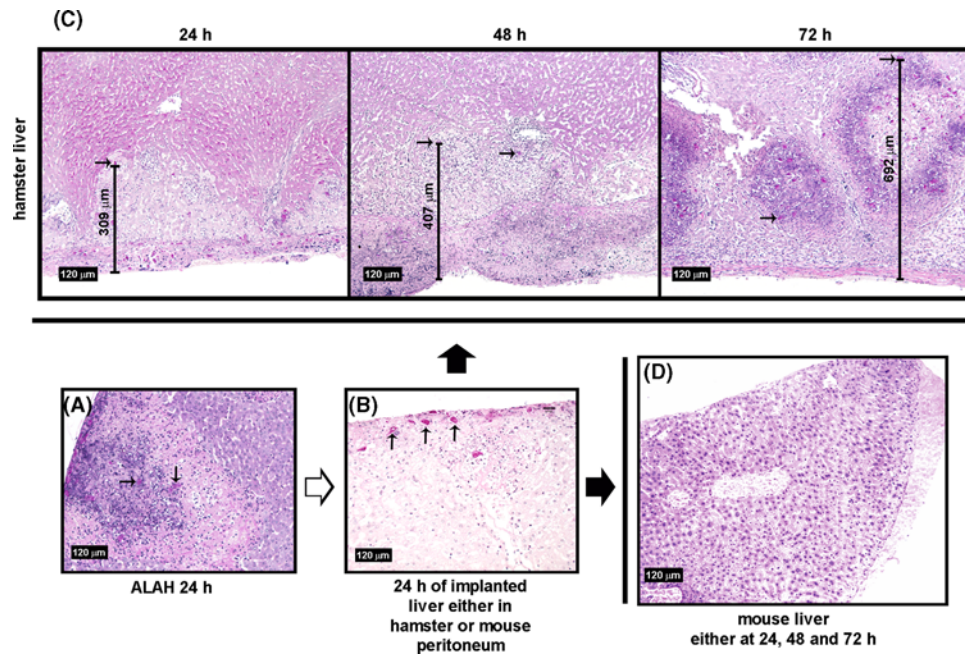 (C)
24 h
48 h
72 h
hamster liver
309 μm
407 μm
692 μm
120 μm
120 μm
120 μm
(A)
(B)
(D)
120 μm
120 μm
120 μm
ALAH 24 h
24 h of implanted
liver either in
hamster or mouse
peritoneum
mouse liver
either at 24, 48 and 72 h